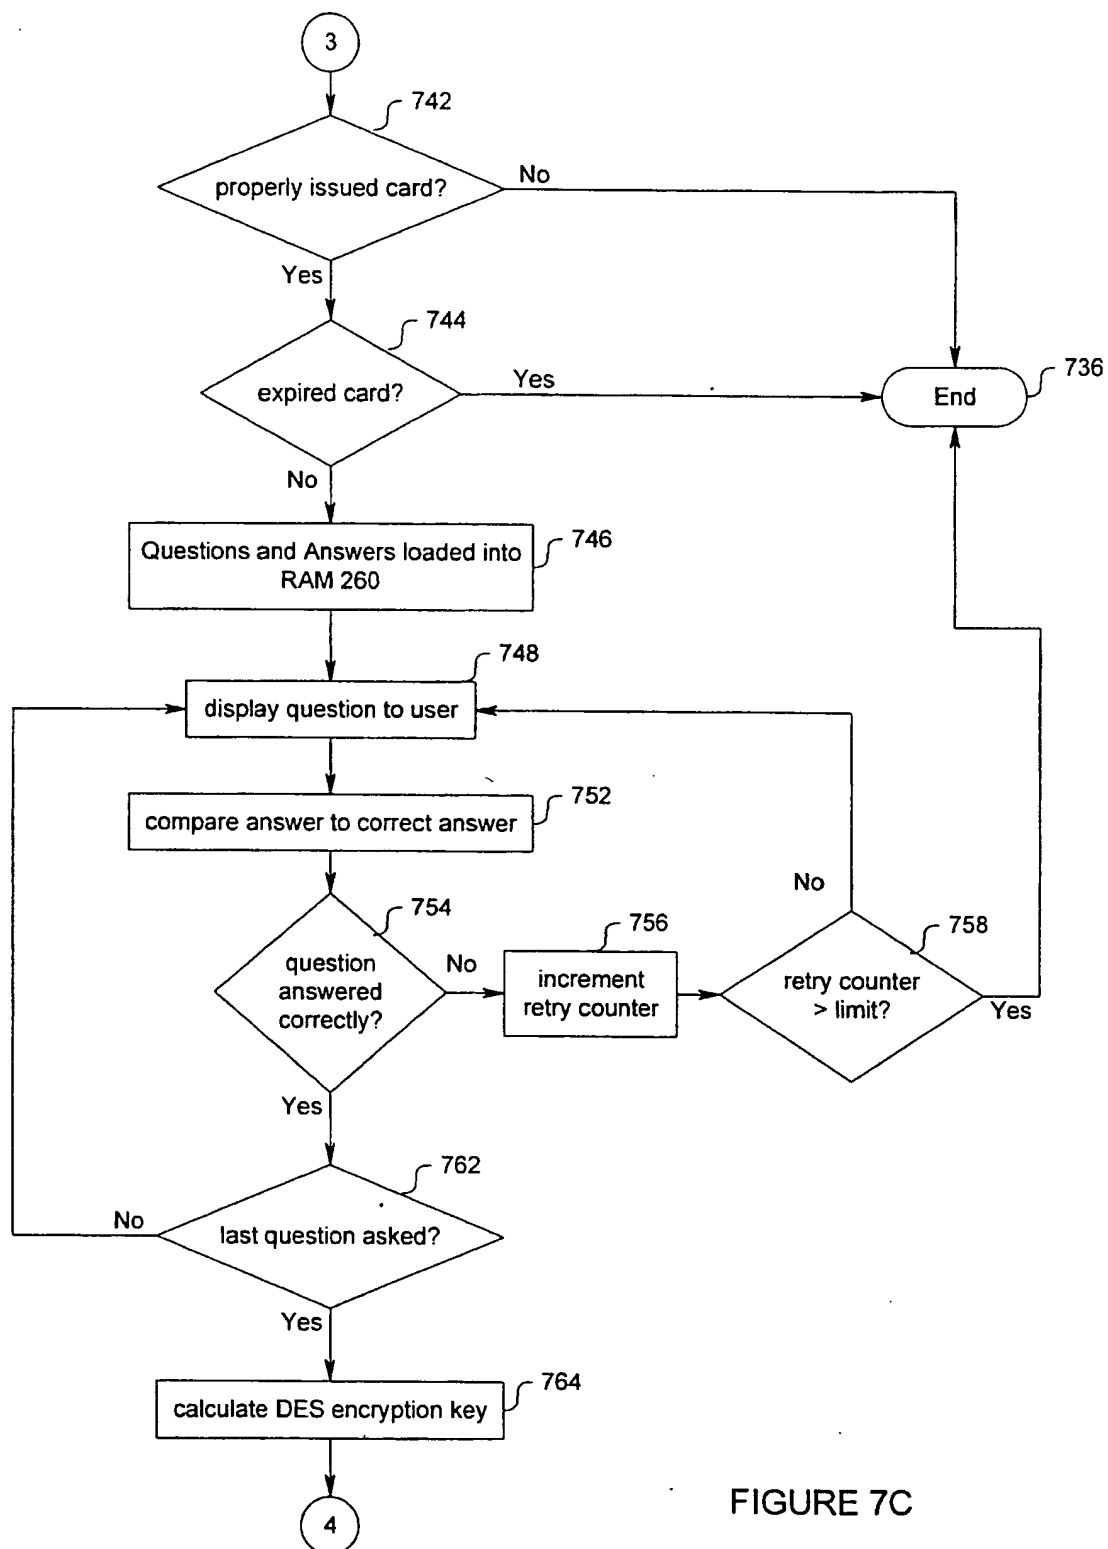 3
742
properly issued card?
No
Yes
744
expired card?
Yes
736
End
No
Questions and Answers loaded into
RAM 260
746
748
display question to user
752
compare answer to correct answer
No
754
question
answered
correctly?
No
756
increment
retry counter
758
retry counter
> limit?
Yes
Yes
762
last question asked?
No
Yes
764
calculate DES encryption key
4
FIGURE 7C